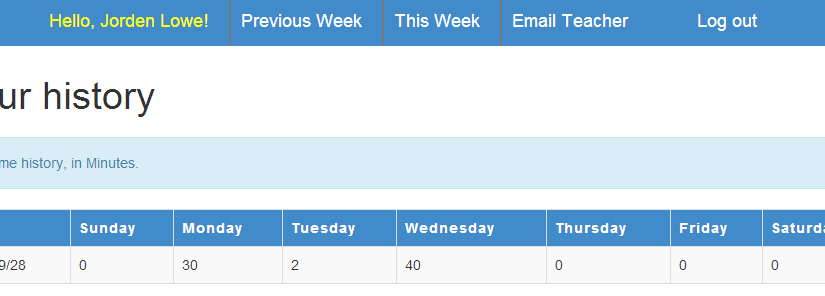 Hello, Jorden Lowe! Previous Week This Week Email Teacher Log out
ur history
me history, in Minutes.
Sunday Monday Tuesday Wednesday Thursday Friday Saturda
9/28 0 30 2 40 0 0 0